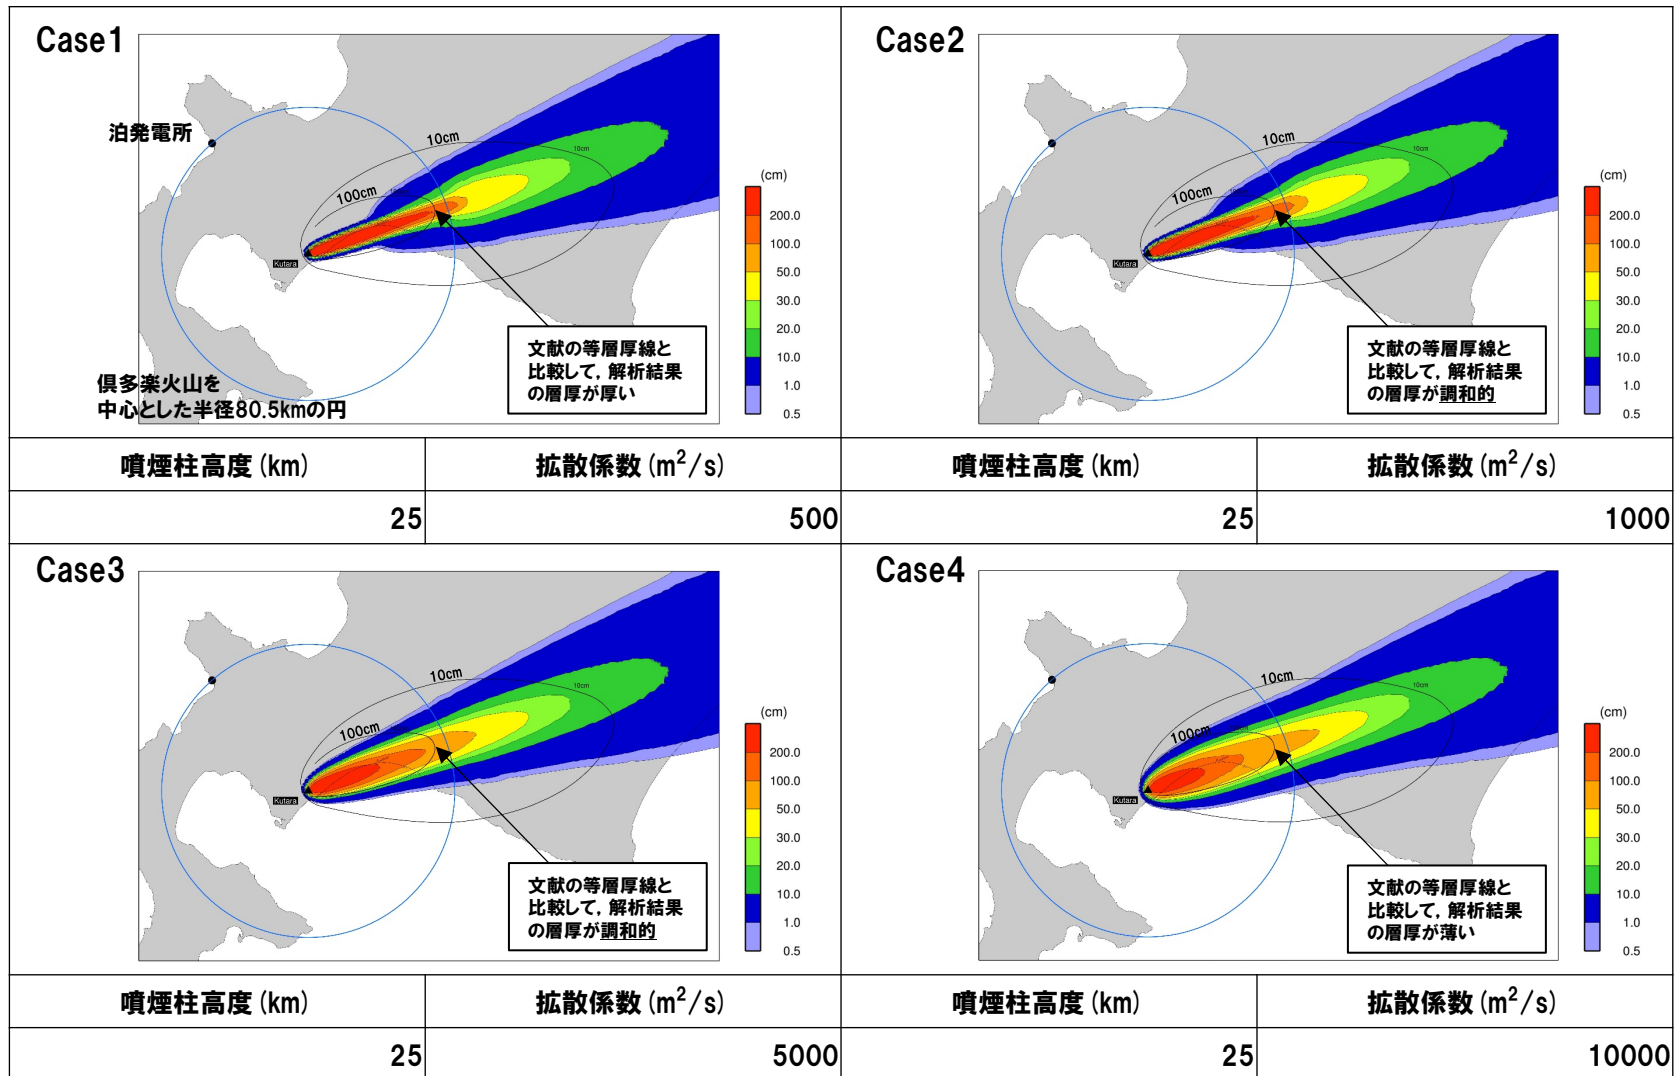 Case1
泊発電所
10cm
10cm
100cm
Kutara
倶多楽火山を
中心とした半径80.5kmの円
文献の等層厚線と
比較して, 解析結果
の層厚が厚い
(cm)
200.0
100.0
50.0
30.0
20.0
10.0
1.0
0.5
噴煙柱高度(km)
拡散係数(m²/s)
25
500
Case2
10cm
10cm
100cm
Kutara
文献の等層厚線と
比較して, 解析結果
の層厚が調和的
(cm)
200.0
100.0
50.0
30.0
20.0
10.0
1.0
0.5
噴煙柱高度(km)
拡散係数(m²/s)
25
1000
Case3
10cm
10cm
100cm
Kutara
文献の等層厚線と
比較して, 解析結果
の層厚が調和的
(cm)
200.0
100.0
50.0
30.0
20.0
10.0
1.0
0.5
噴煙柱高度(km)
拡散係数(m²/s)
25
5000
Case4
10cm
10cm
100cm
Kutara
文献の等層厚線と
比較して, 解析結果
の層厚が薄い
(cm)
200.0
100.0
50.0
30.0
20.0
10.0
1.0
0.5
噴煙柱高度(km)
拡散係数(m²/s)
25
10000